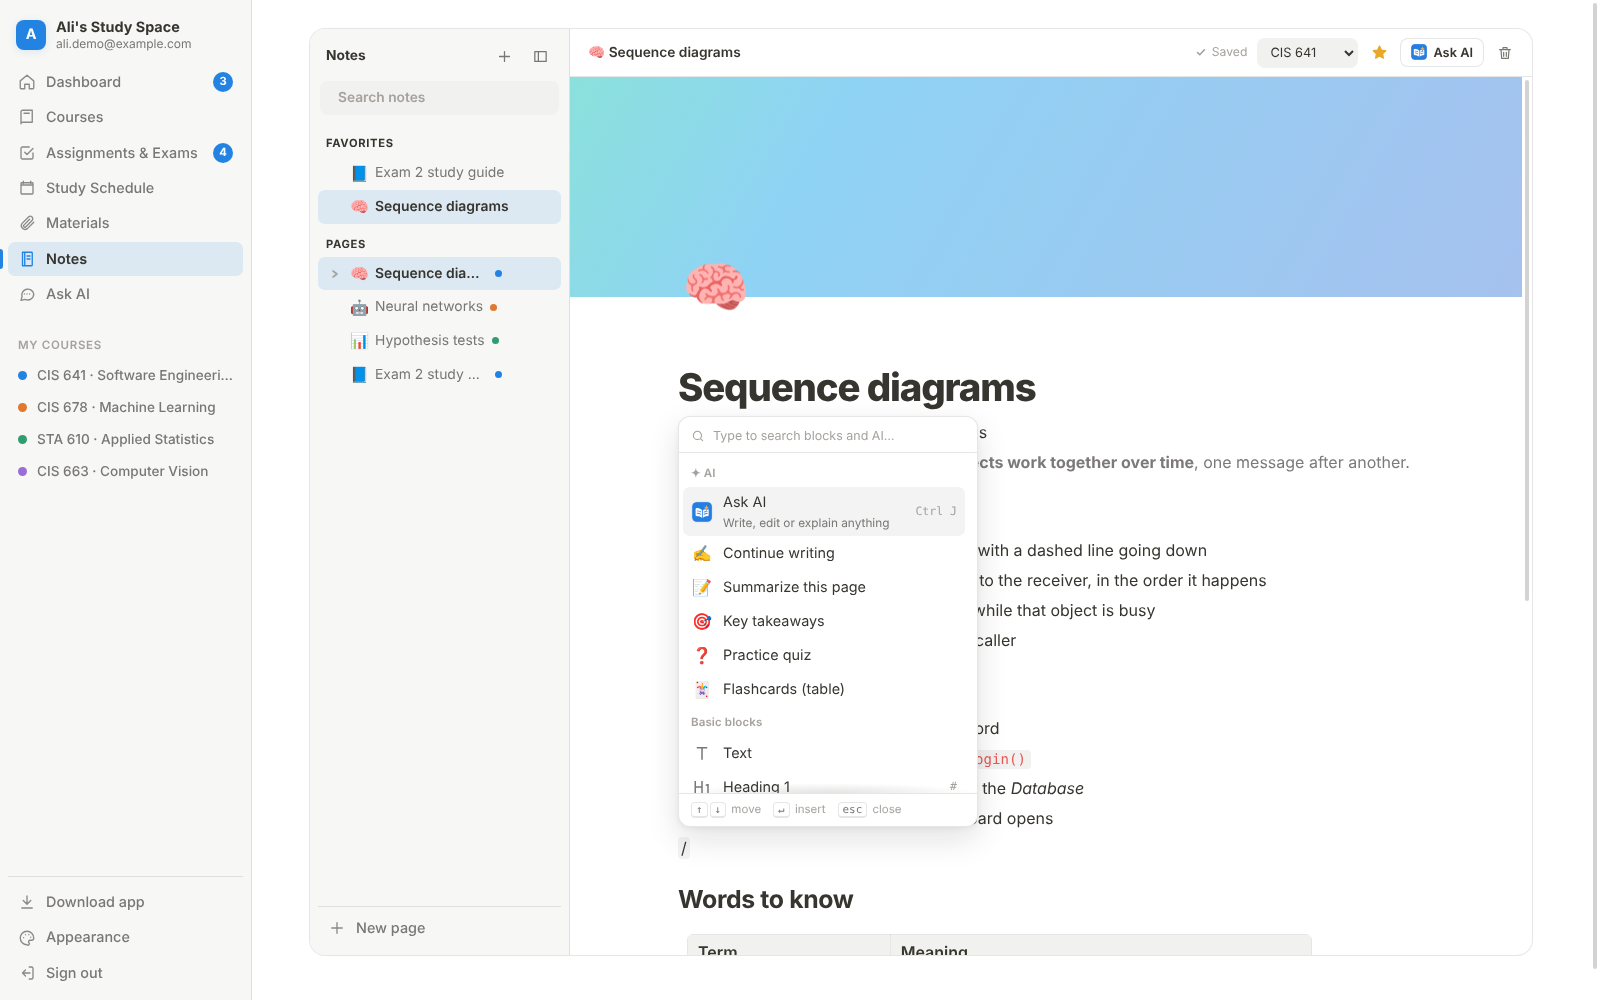 A
Ali's Study Space
ali.demo@example.com
Dashboard 3
Courses
Assignments & Exams 4
Study Schedule
Materials
Notes
Ask AI
MY COURSES
CIS 641 · Software Engineeri...
CIS 678 · Machine Learning
STA 610 · Applied Statistics
CIS 663 · Computer Vision
Download app
Appearance
Sign out
Notes
Search notes
FAVORITES
Exam 2 study guide
Sequence diagrams
PAGES
Sequence dia...
Neural networks
Hypothesis tests
Exam 2 study ...
New page
Sequence diagrams
Saved
CIS 641
Ask AI
Sequence diagrams
Type to search blocks and AI...
AI
Ask AI Ctrl J
Write, edit or explain anything
Continue writing
Summarize this page
Key takeaways
Practice quiz
Flashcards (table)
Basic blocks
T Text
H1 Heading 1 #
↑ ↓ move ↵ insert esc close
s
cts work together over time, one message after another.
with a dashed line going down
to the receiver, in the order it happens
while that object is busy
caller
ord
ogin()
the Database
ard opens
/
Words to know
Term Meaning